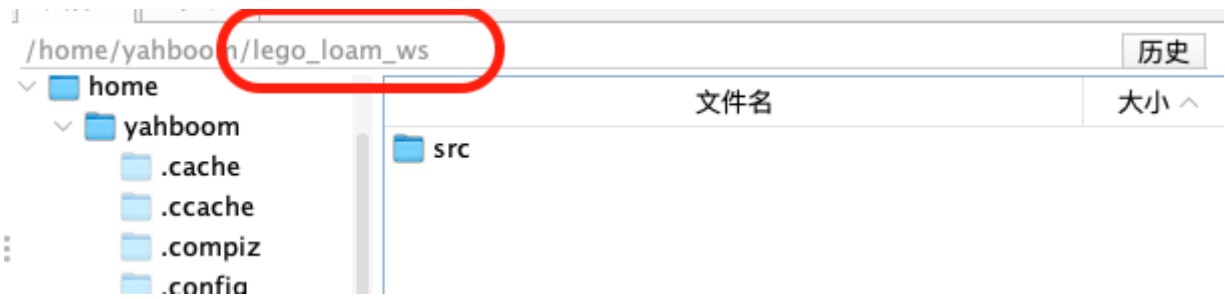 /home/yahboom/lego_loam_ws
历史
home
文件名
大小
yahboom
src
.cache
.ccache
.compiz
.config